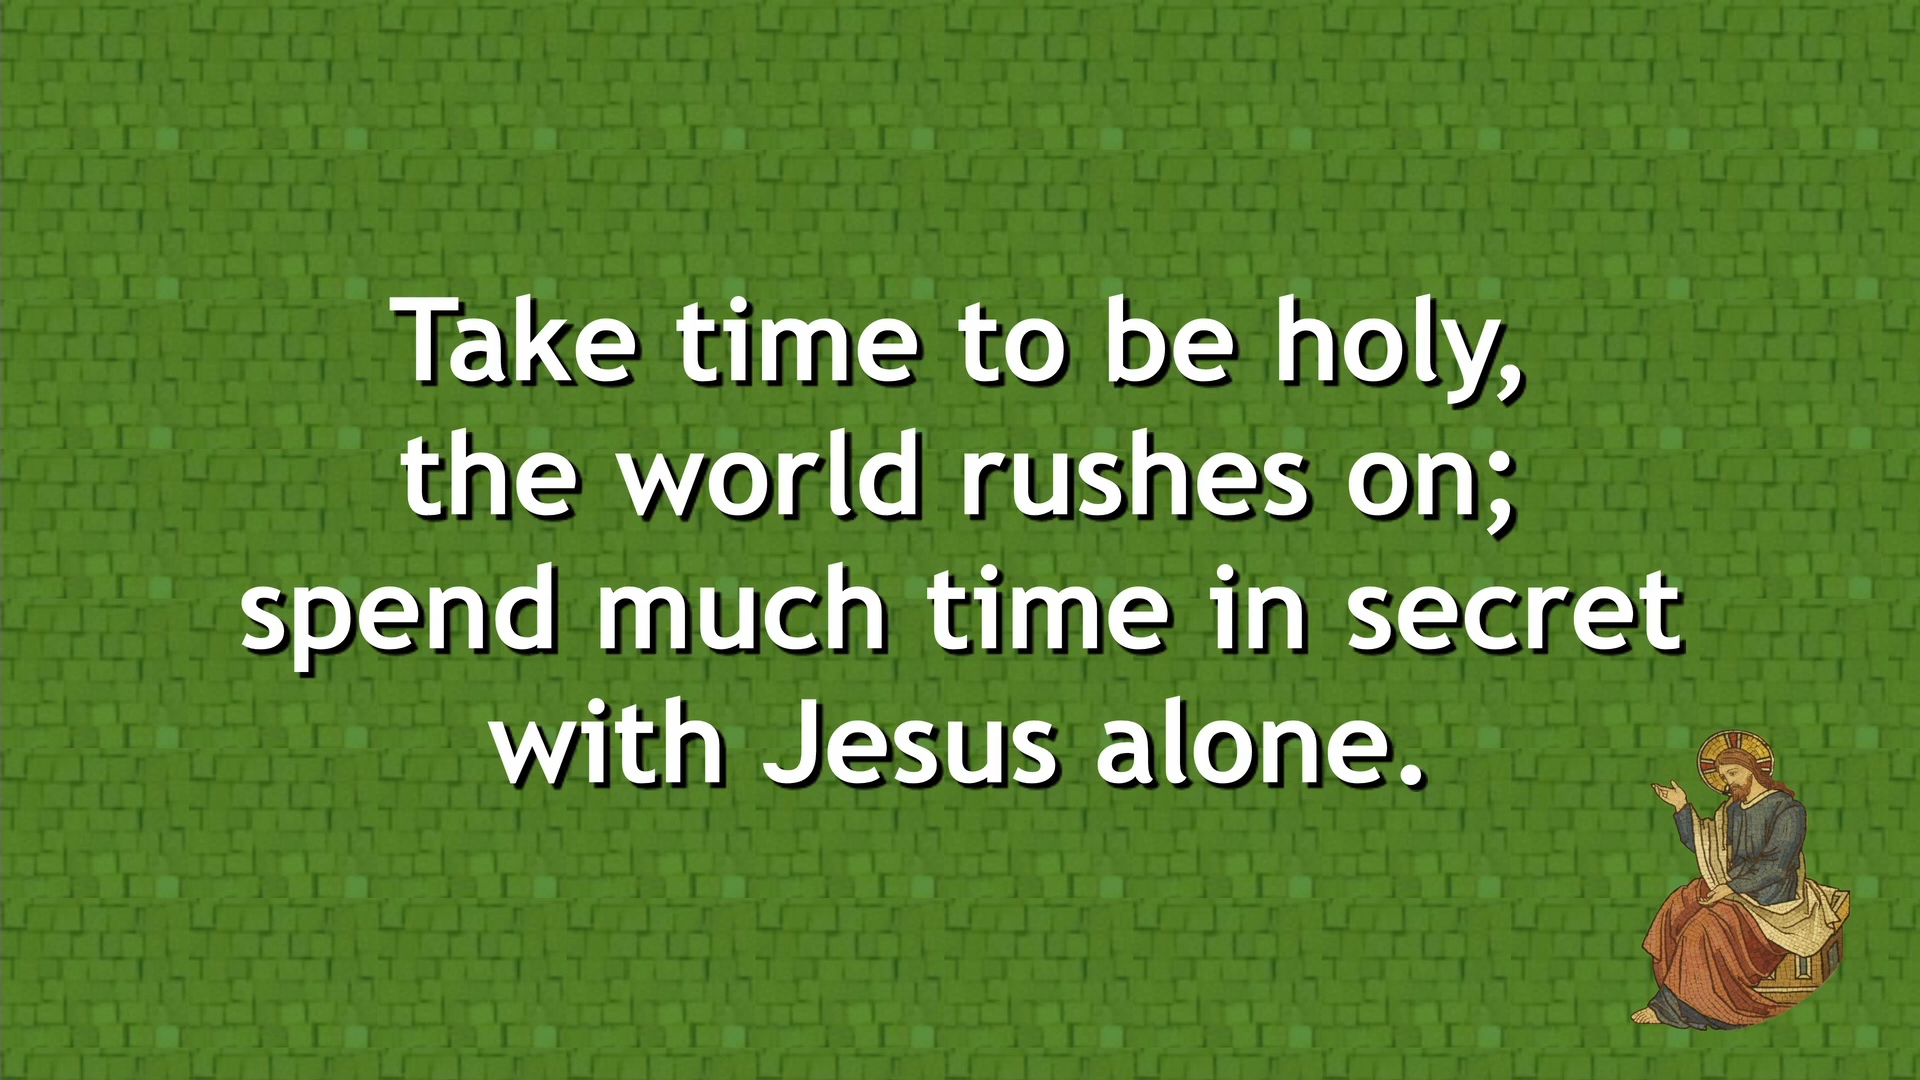 Take time to be holy,
the world rushes on;
spend much time in secret
with Jesus alone.